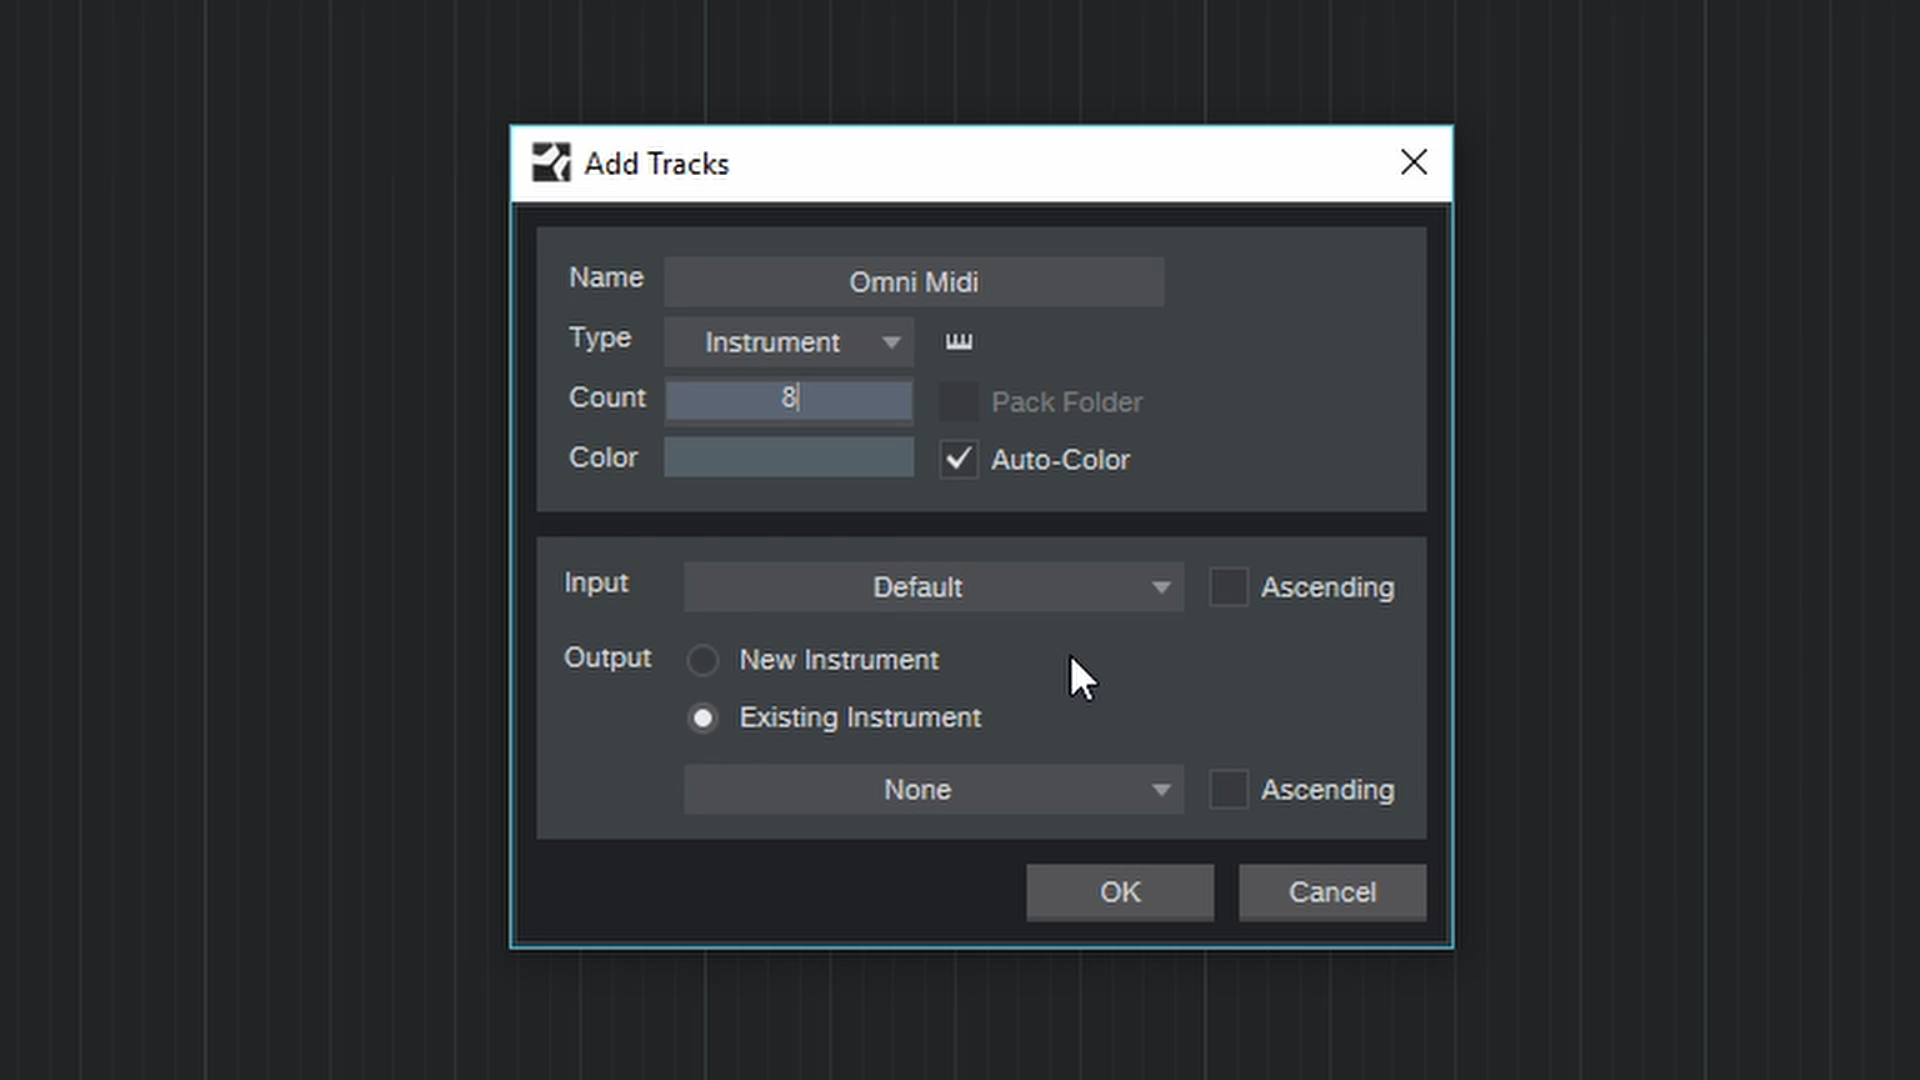 Add Tracks
Name Omni Midi
Type Instrument
Count 8 Pack Folder
Color Auto-Color
Input Default Ascending
Output New Instrument
Existing Instrument
None Ascending
OK Cancel